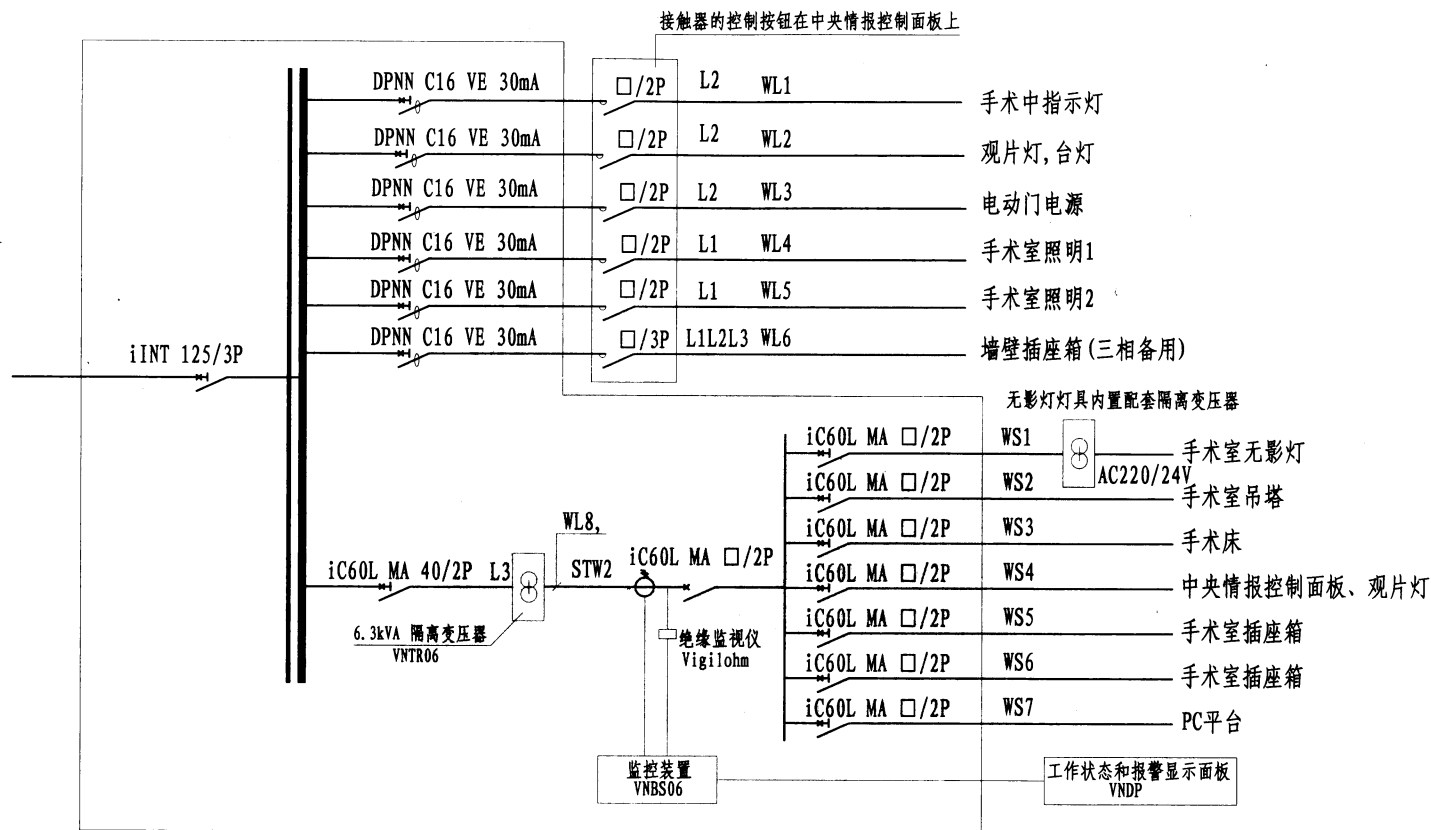 接触器的控制按钮在中央情报控制面板上
DPNN C16 VE 30mA □/2P L2 WL1 手术中指示灯
DPNN C16 VE 30mA □/2P L2 WL2 观片灯,台灯
DPNN C16 VE 30mA □/2P L2 WL3 电动门电源
DPNN C16 VE 30mA □/2P L1 WL4 手术室照明1
DPNN C16 VE 30mA □/2P L1 WL5 手术室照明2
DPNN C16 VE 30mA □/3P L1L2L3 WL6 墙壁插座箱(三相备用)
iINT 125/3P
无影灯灯具内置配套隔离变压器
iC60L MA □/2P WS1 手术室无影灯
AC220/24V
iC60L MA □/2P WS2 手术室吊塔
iC60L MA □/2P WS3 手术床
WL8,
iC60L MA 40/2P L3 STW2 iC60L MA □/2P
iC60L MA □/2P WS4 中央情报控制面板、观片灯
6.3kVA 隔离变压器
VNTR06
绝缘监视仪
Vigilohm
iC60L MA □/2P WS5 手术室插座箱
iC60L MA □/2P WS6 手术室插座箱
iC60L MA □/2P WS7 PC平台
监控装置
VNBS06
工作状态和报警显示面板
VNDP